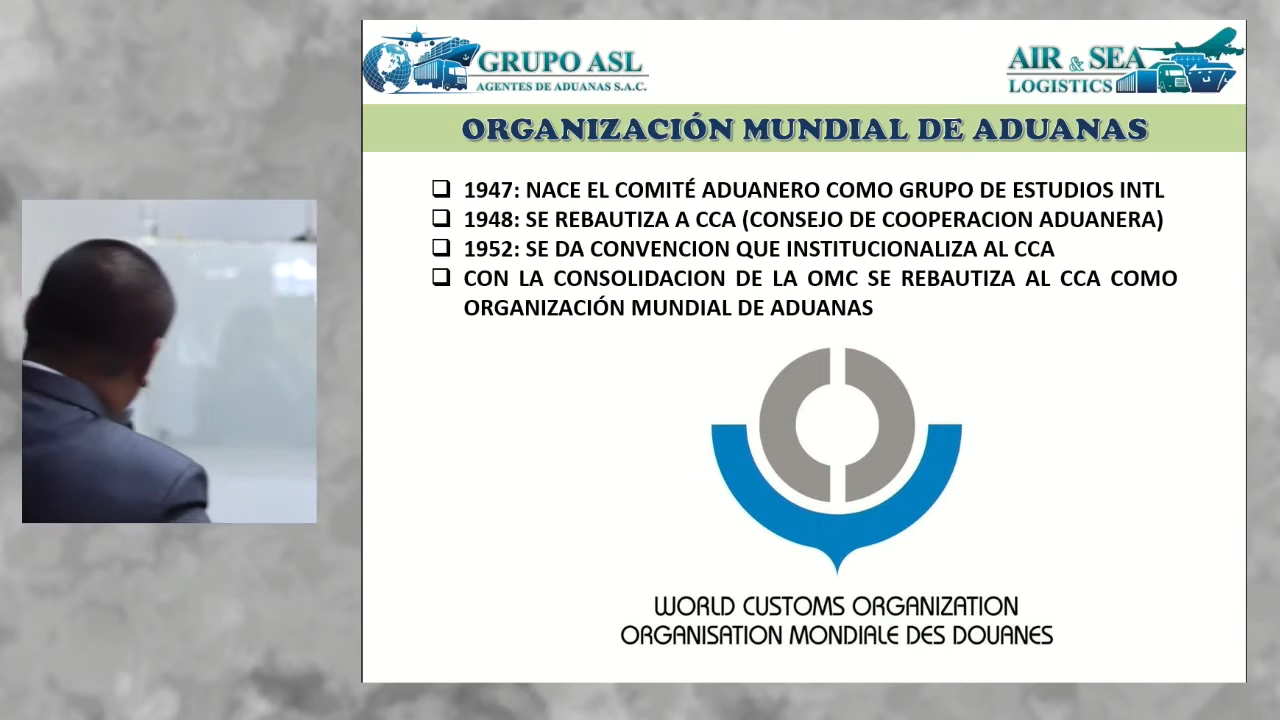 GRUPO ASL
AGENTES DE ADUANAS S.A.C.
AIR & SEA
LOGISTICS
ORGANIZACIÓN MUNDIAL DE ADUANAS
❑ 1947: NACE EL COMITÉ ADUANERO COMO GRUPO DE ESTUDIOS INTL
❑ 1948: SE REBAUTIZA A CCA (CONSEJO DE COOPERACION ADUANERA)
❑ 1952: SE DA CONVENCION QUE INSTITUCIONALIZA AL CCA
❑ CON LA CONSOLIDACION DE LA OMC SE REBAUTIZA AL CCA COMO
ORGANIZACIÓN MUNDIAL DE ADUANAS
WORLD CUSTOMS ORGANIZATION
ORGANISATION MONDIALE DES DOUANES